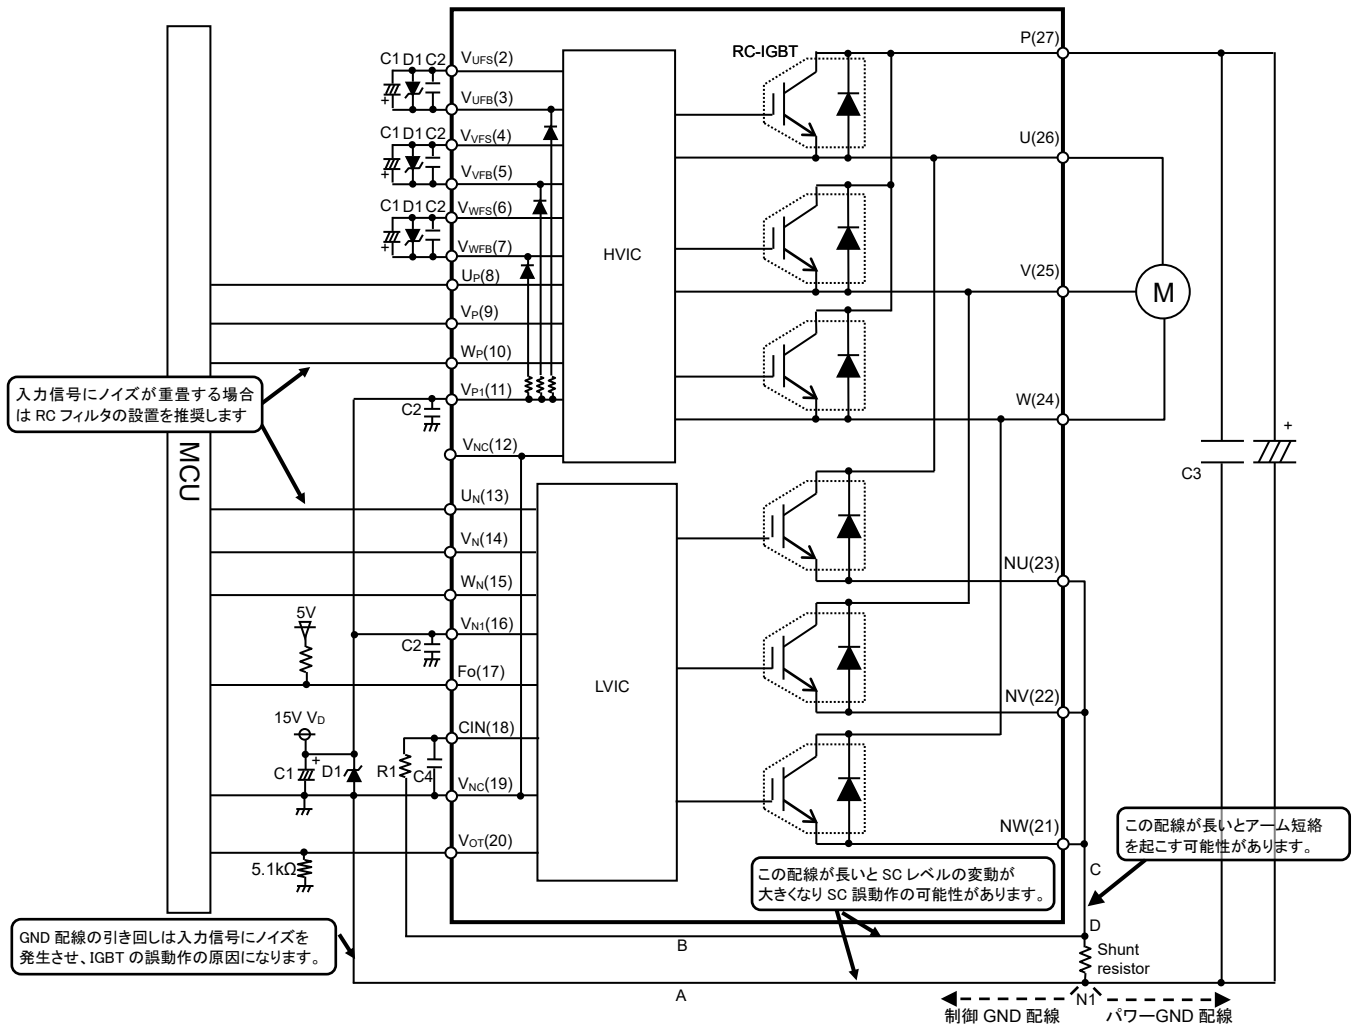 P(27)
RC-IGBT
C1 D1 C2
VUFS(2)
VUFB(3)
U(26)
C1 D1 C2
VVFS(4)
VVFB(5)
C1 D1 C2
VWFS(6)
VWFB(7)
HVIC
V(25)
UP(8)
M
VP(9)
WP(10)
入力信号にノイズが重畳する場合
は RC フィルタの設置を推奨します
VP1(11)
C2
W(24)
MCU
VNC(12)
+
C3
UN(13)
VN(14)
NU(23)
WN(15)
5V
VN1(16)
C2
Fo(17)
LVIC
NV(22)
15V VD
CIN(18)
+
C1
D1
R1
C4
VNC(19)
NW(21)
この配線が長いとアーム短絡
を起こす可能性があります。
VOT(20)
5.1kΩ
この配線が長いと SC レベルの変動が
大きくなり SC 誤動作の可能性があります。
C
D
GND 配線の引き回しは入力信号にノイズを
発生させ、IGBT の誤動作の原因になります。
B
Shunt
resistor
A
N1
制御 GND 配線
パワーGND 配線
+
+
+